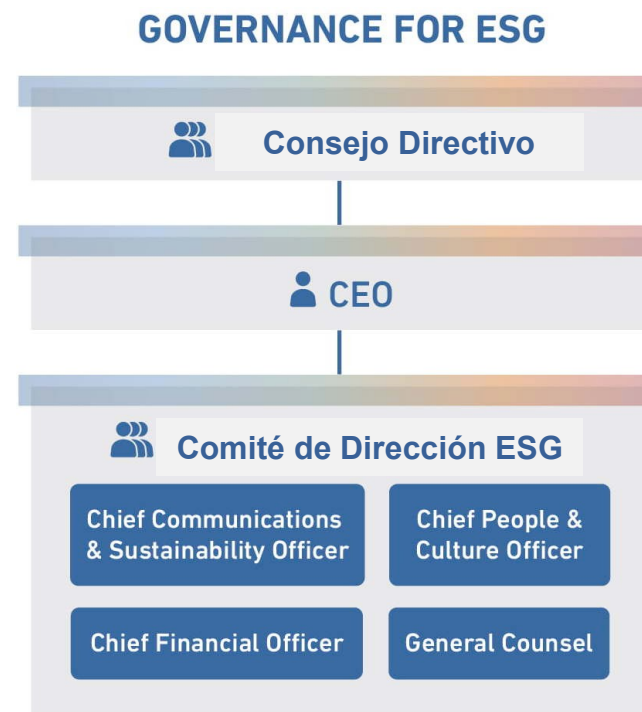 GOVERNANCE FOR ESG
Consejo Directivo
CEO
Comité de Dirección ESG
Chief Communications
& Sustainability Officer
Chief People &
Culture Officer
Chief Financial Officer
General Counsel